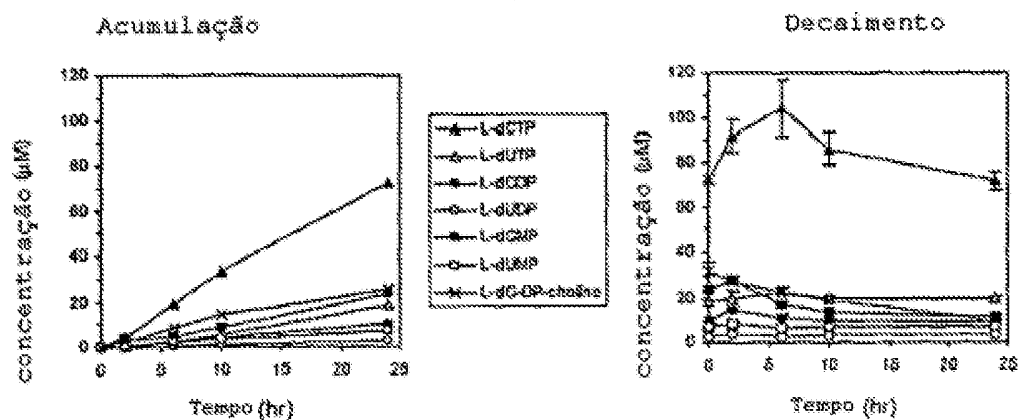 Acumulação
120
100
80
60
40
20
0
0 5 10 15 20 25
concentração (µM)
Tempo (hr)
L-dCTP
L-dUTP
L-dCDP
L-dUDP
L-dCMP
L-dUMP
L-dC-DP-choline
Decaimento
120
100
80
60
40
20
0
0 5 10 15 20 25
concentração (µM)
Tempo (hr)